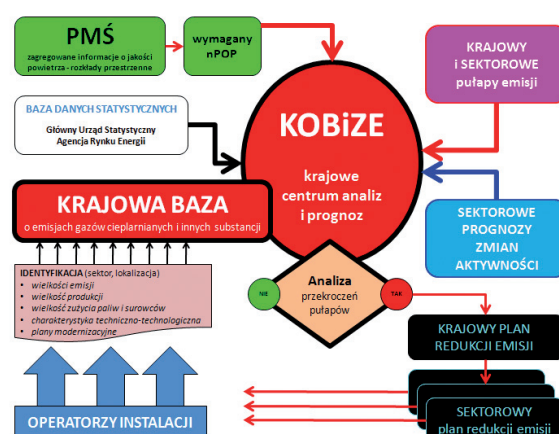 PMŚ
zagregowane informacje o jakości
powietrza - rozkłady przestrzenne
wymagany
nPOP
KRAJOWY
i SEKTOROWE
pułapy emisji
BAZA DANYCH STATYSTYCZNYCH
Główny Urząd Statystyczny
Agencja Rynku Energii
KOBiZE
krajowe
centrum analiz
i prognoz
KRAJOWA BAZA
o emisjach gazów cieplarnianych i innych substancji
SEKTOROWE
PROGNOZY
ZMIAN
AKTYWNOŚCI
IDENTYFIKACJA (sektor, lokalizacja)
• wielkości emisji
• wielkość produkcji
• wielkość zużycia paliw i surowców
• charakterystyka techniczno-technologiczna
• plany modernizacyjne
NIE
Analiza
przekroczeń
pułapów
TAK
KRAJOWY PLAN
REDUKCJI EMISJI
OPERATORZY INSTALACJI
SEKTOROWY
plan redukcji emisji